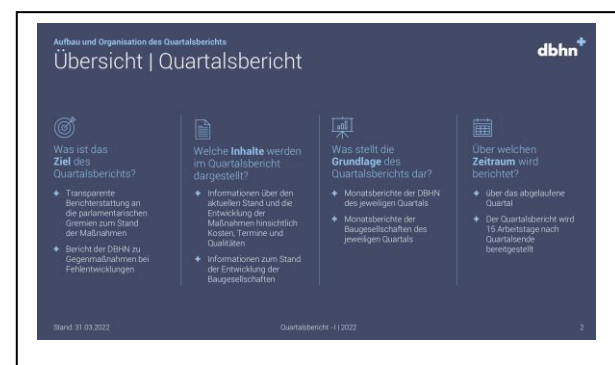 Aufbau und Organisation des Quartalsberichts
Übersicht | Quartalsbericht
dbhn+
Was ist das
Ziel des
Quartalsberichts?
Transparente
Berichterstattung an
die parlamentarischen
Gremien zum Stand
der Maßnahmen
Bericht der DBHN zu
Gegenmaßnahmen bei
Fehlentwicklungen
Welche Inhalte werden
im Quartalsbericht
dargestellt?
Informationen über den
aktuellen Stand und die
Entwicklung der
Maßnahmen hinsichtlich
Kosten, Termine und
Qualitäten
Informationen zum Stand
der Entwicklung der
Baugesellschaften
Was stellt die
Grundlage des
Quartalsberichts dar?
Monatsberichte der DBHN
des jeweiligen Quartals
Monatsberichte der
Baugesellschaften des
jeweiligen Quartals
Über welchen
Zeitraum wird
berichtet?
über das abgelaufene
Quartal
Der Quartalsbericht wird
15 Arbeitstage nach
Quartalsende
bereitgestellt
Stand: 31.03.2022
Quartalsbericht - I | 2022
2